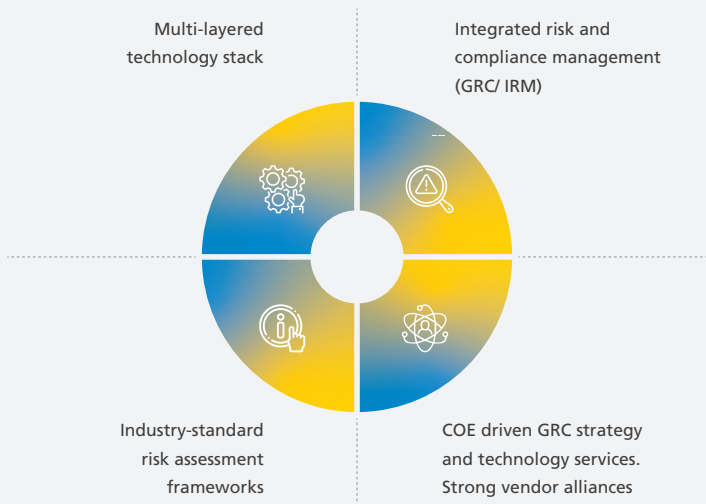 Multi-layered
technology stack
Integrated risk and
compliance management
(GRC/ IRM)
Industry-standard
risk assessment
frameworks
COE driven GRC strategy
and technology services.
Strong vendor alliances